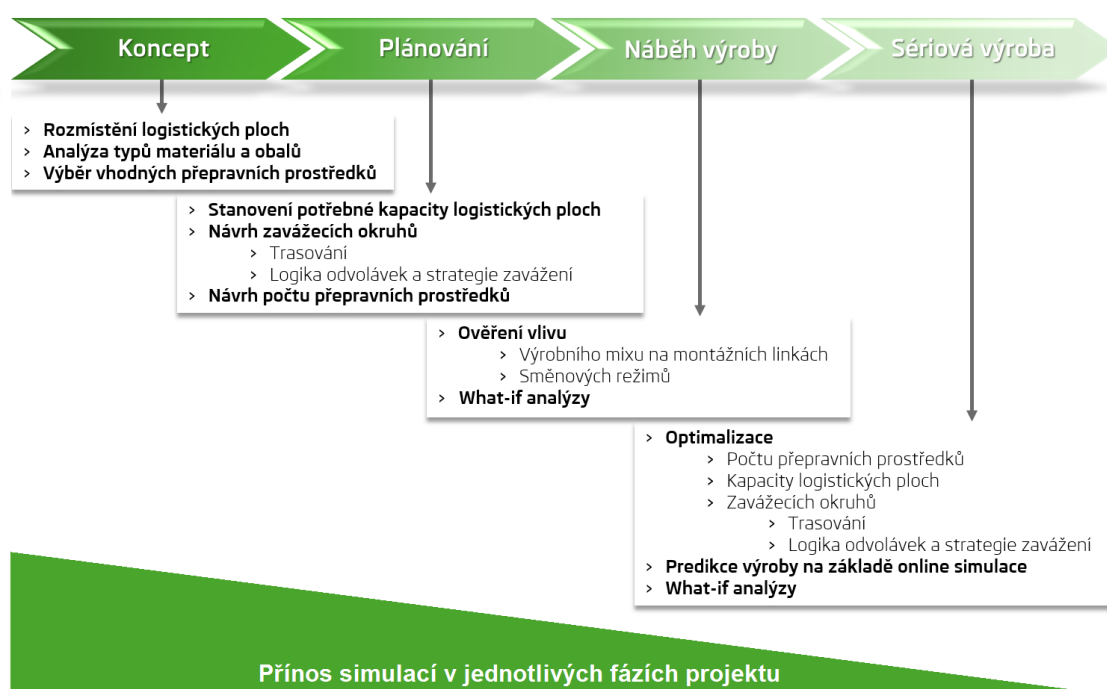 Koncept
Plánování
Náběh výroby
Sériová výroba
> Rozmístění logistických ploch
> Analýza typů materiálu a obalů
> Výběr vhodných přepravních prostředků
> Stanovení potřebné kapacity logistických ploch
> Návrh zavážecích okruhů
> Trasování
> Logika odvolávek a strategie zavážení
> Návrh počtu přepravních prostředků
> Ověření vlivu
> Výrobního mixu na montážních linkách
> Směnových režimů
> What-if analýzy
> Optimalizace
> Počtu přepravních prostředků
> Kapacity logistických ploch
> Zavážecích okruhů
> Trasování
> Logika odvolávek a strategie zavážení
> Predikce výroby na základě online simulace
> What-if analýzy
Přínos simulací v jednotlivých fázích projektu